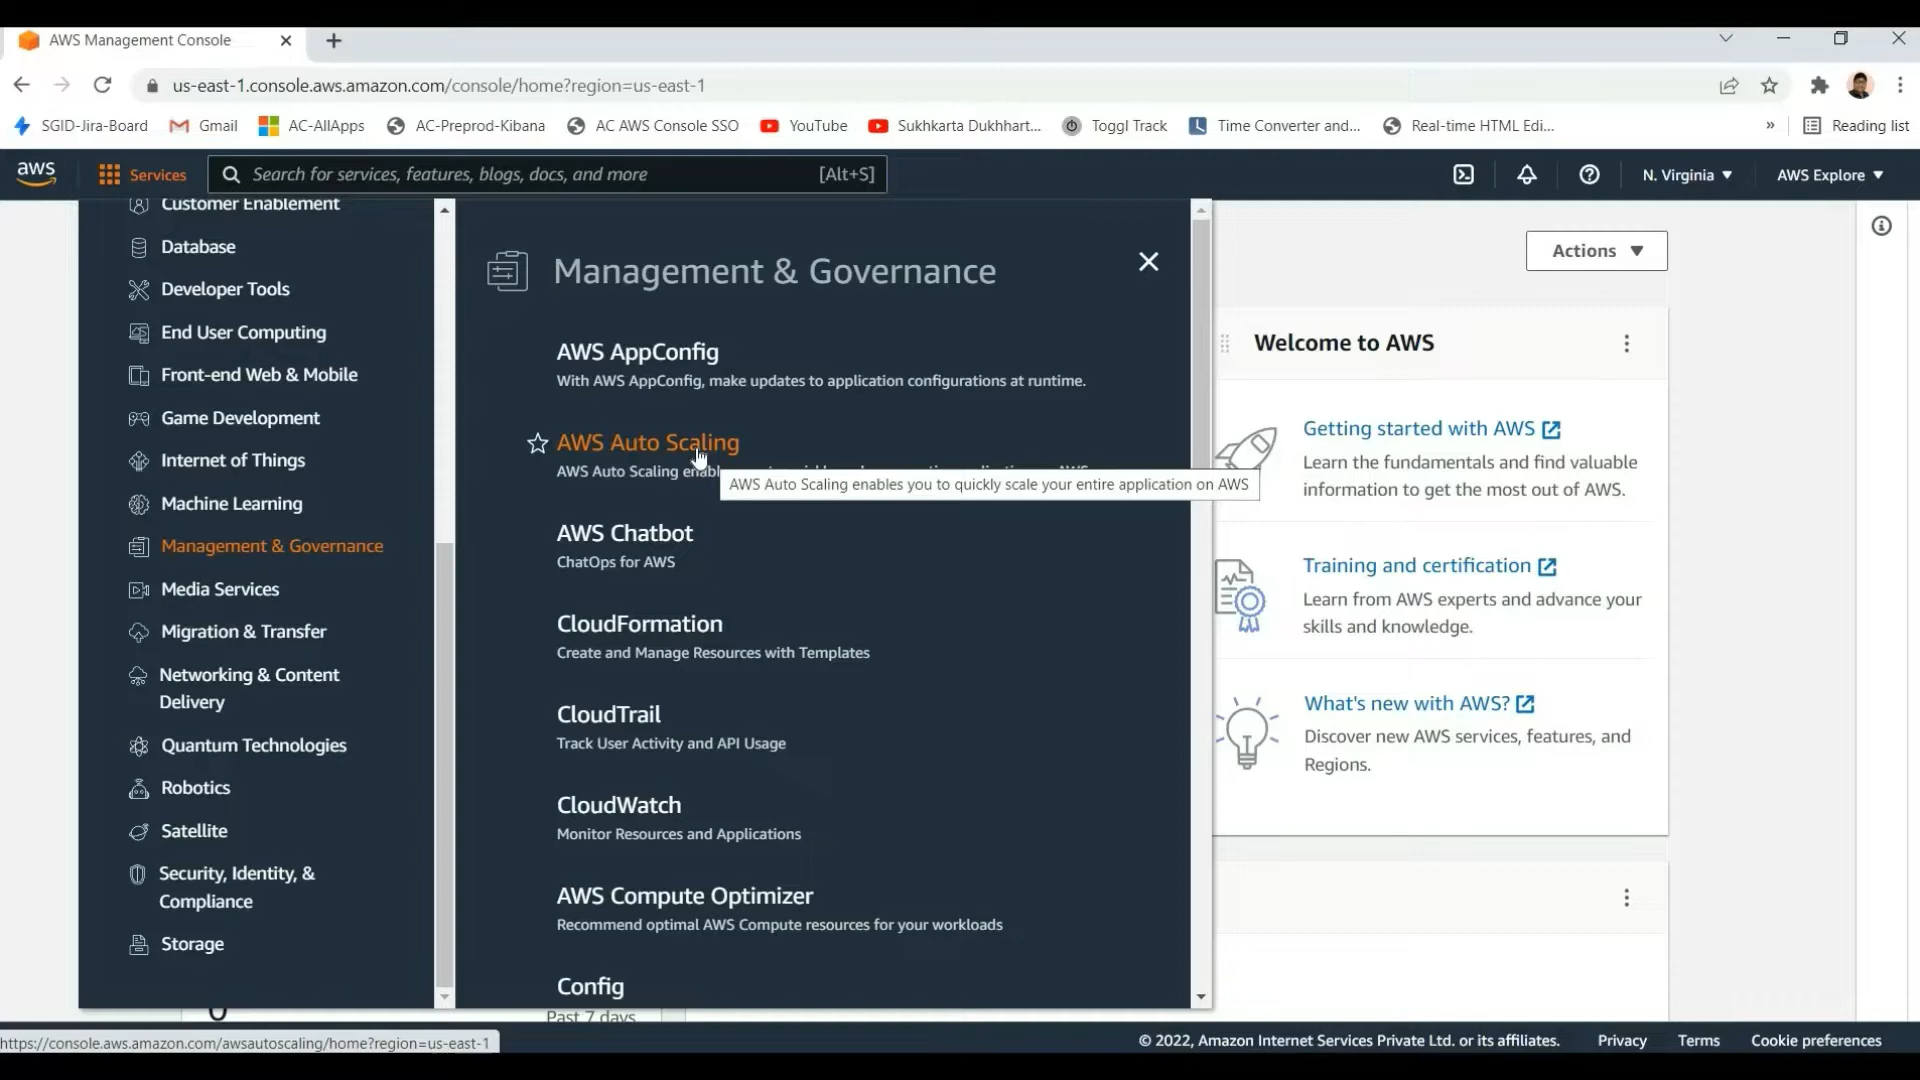 AWS Management Console
us-east-1.console.aws.amazon.com/console/home?region=us-east-1
SGID-Jira-Board
Gmail
AC-AllApps
AC-Preprod-Kibana
AC AWS Console SSO
YouTube
Sukhkarta Dukhhart...
Toggl Track
Time Converter and...
Real-time HTML Edi...
»
Reading list
aws
Services
Search for services, features, blogs, docs, and more
[Alt+S]
N. Virginia
AWS Explore
Customer Enablement
Database
Developer Tools
End User Computing
Front-end Web & Mobile
Game Development
Internet of Things
Machine Learning
Management & Governance
Media Services
Migration & Transfer
Networking & Content
Delivery
Quantum Technologies
Robotics
Satellite
Security, Identity, &
Compliance
Storage
Management & Governance
AWS AppConfig
With AWS AppConfig, make updates to application configurations at runtime.
AWS Auto Scaling
AWS Auto Scaling
AWS Auto Scaling enables you to quickly scale your entire application on AWS
AWS Chatbot
ChatOps for AWS
CloudFormation
Create and Manage Resources with Templates
CloudTrail
Track User Activity and API Usage
CloudWatch
Monitor Resources and Applications
AWS Compute Optimizer
Recommend optimal AWS Compute resources for your workloads
Config
Past 7 days
Actions
Welcome to AWS
Getting started with AWS
Learn the fundamentals and find valuable
information to get the most out of AWS.
Training and certification
Learn from AWS experts and advance your
skills and knowledge.
What's new with AWS?
Discover new AWS services, features, and
Regions.
https://console.aws.amazon.com/awsautoscaling/home?region=us-east-1
© 2022, Amazon Internet Services Private Ltd. or its affiliates.
Privacy
Terms
Cookie preferences